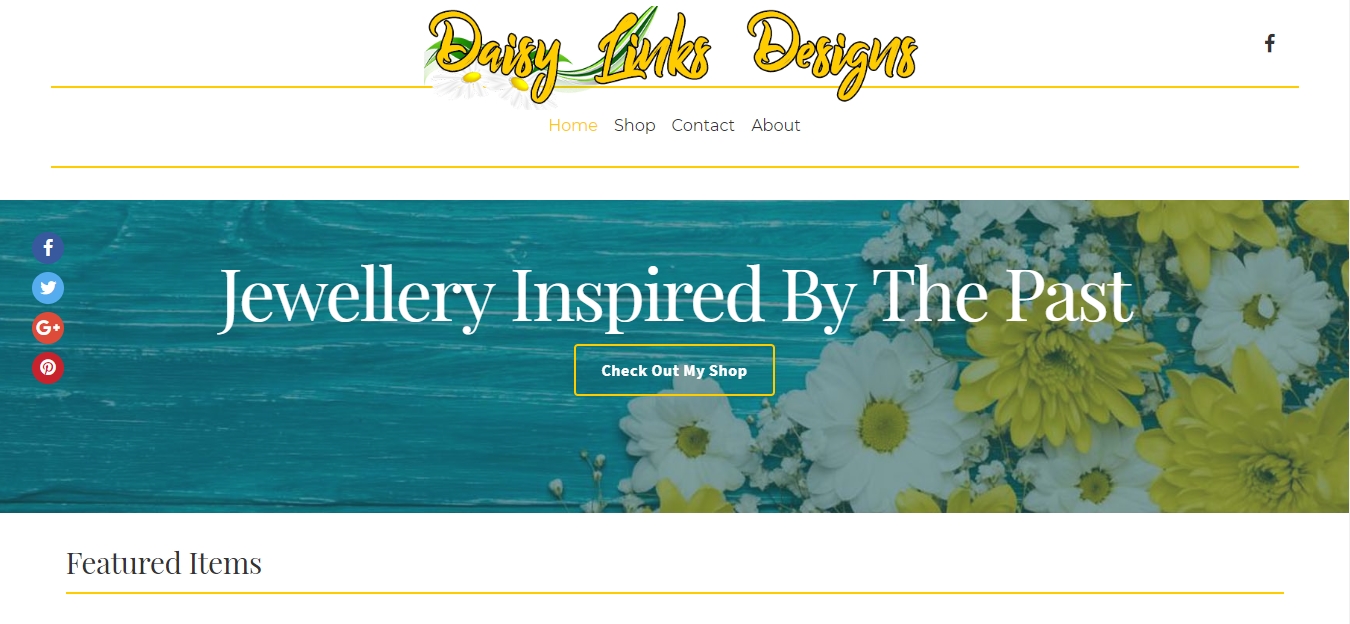 Daisy Links Designs
Home Shop Contact About
Jewellery Inspired By The Past
Check Out My Shop
Featured Items